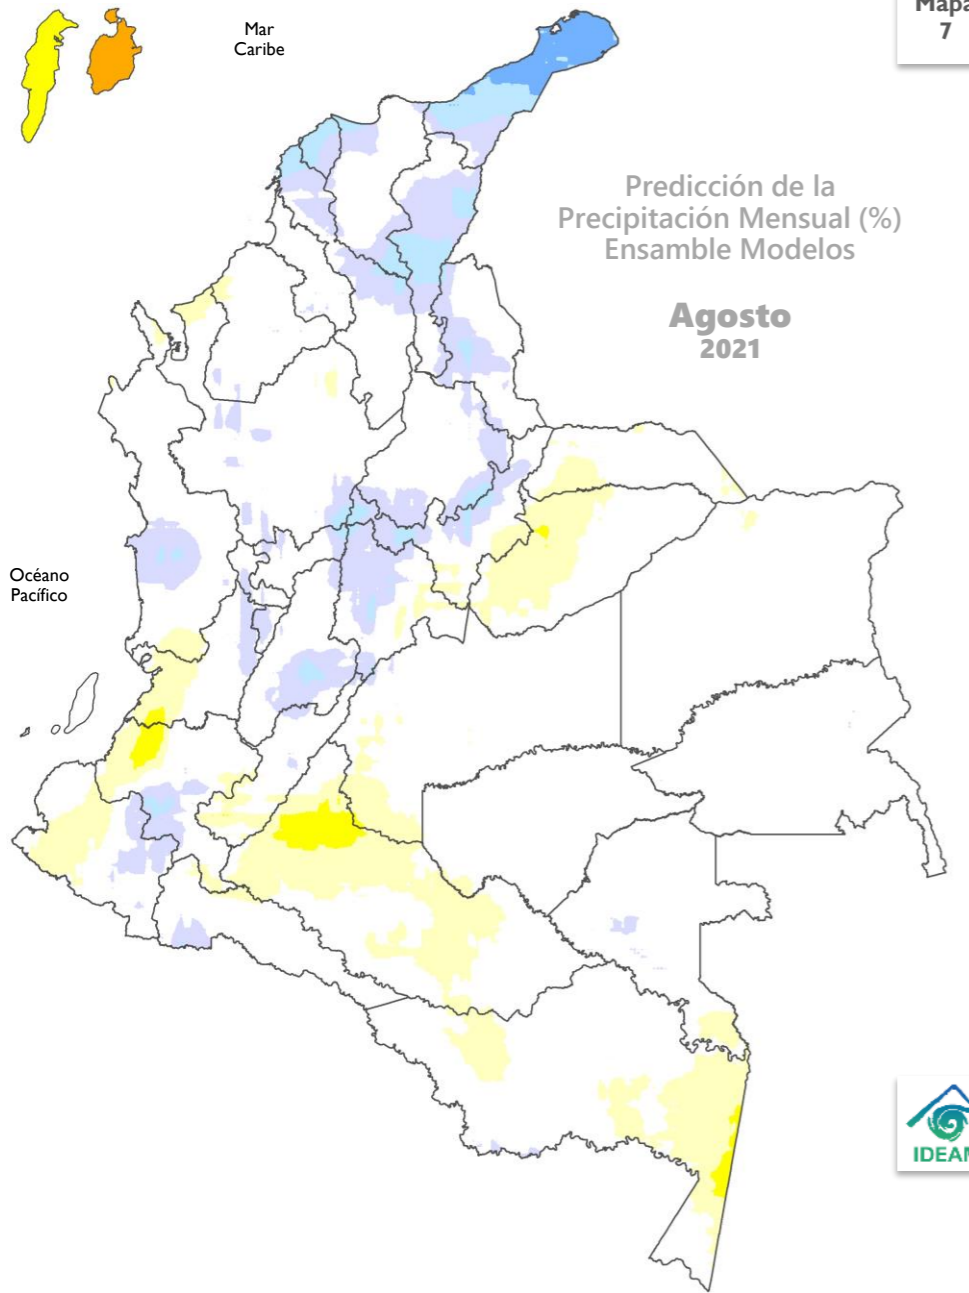 Mapa
7
Mar
Caribe
Predicción de la
Precipitación Mensual (%)
Ensamble Modelos
Agosto
2021
Océano
Pacífico
IDEAM